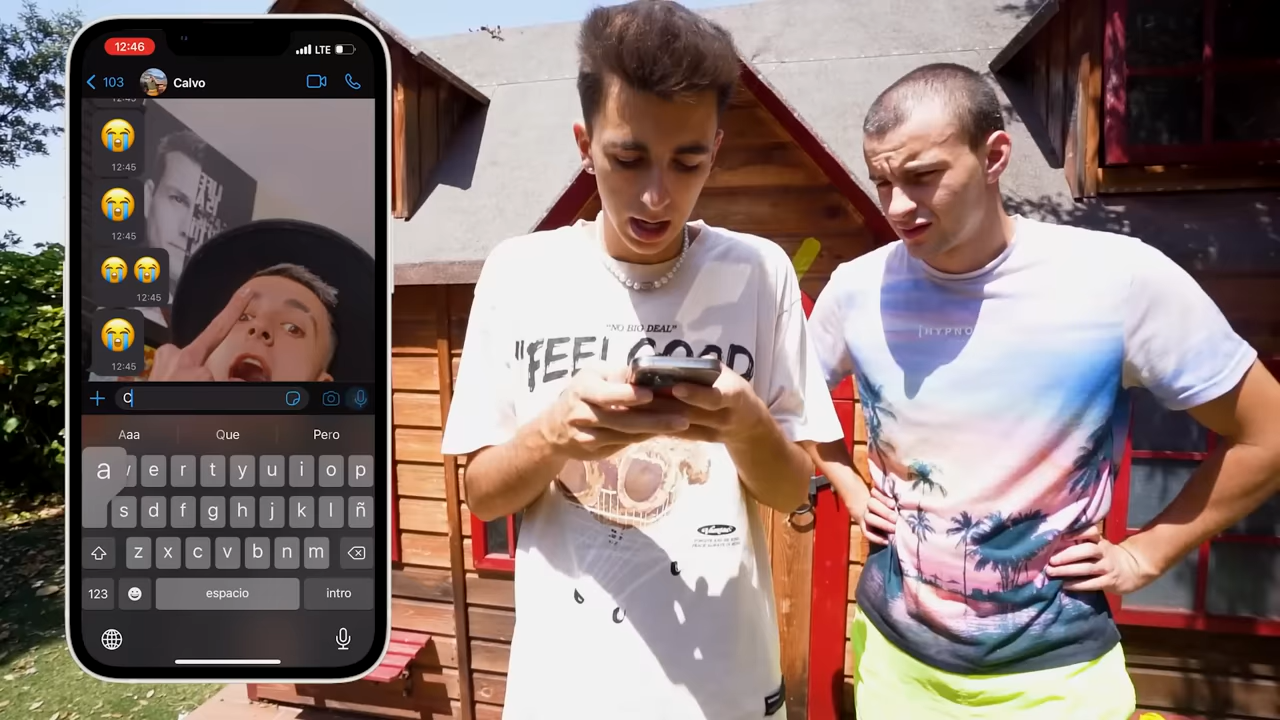 12:46
LTE
103
Calvo
12:45
12:45
12:45
12:45
12:45
C
Aaa
Que
Pero
a
e r t y u i o p
s d f g h j k l ñ
z x c v b n m
123
espacio
intro
"NO BIG DEAL"
"FEEL GOOD
HYPNO